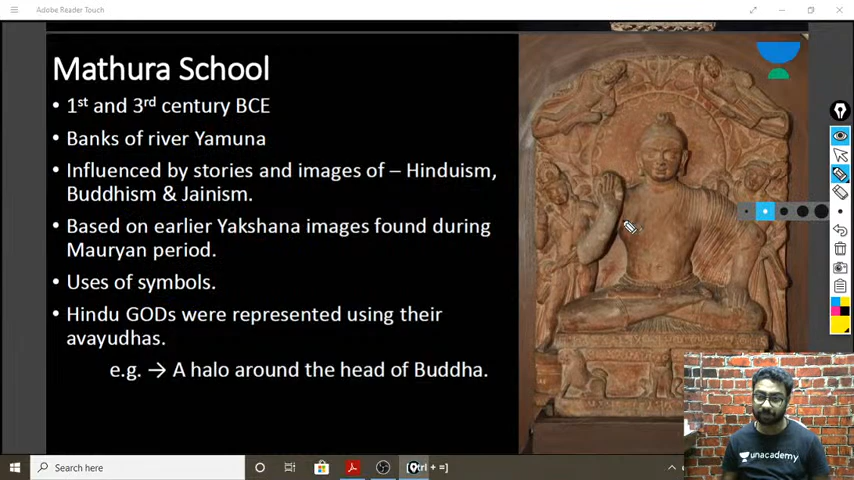 Adobe Reader Touch
Mathura School
• 1st and 3rd century BCE
• Banks of river Yamuna
• Influenced by stories and images of – Hinduism,
Buddhism & Jainism.
• Based on earlier Yakshana images found during
Mauryan period.
• Uses of symbols.
• Hindu GODs were represented using their
avayudhas.
e.g. → A halo around the head of Buddha.
unacademy
Search here
trl + =]